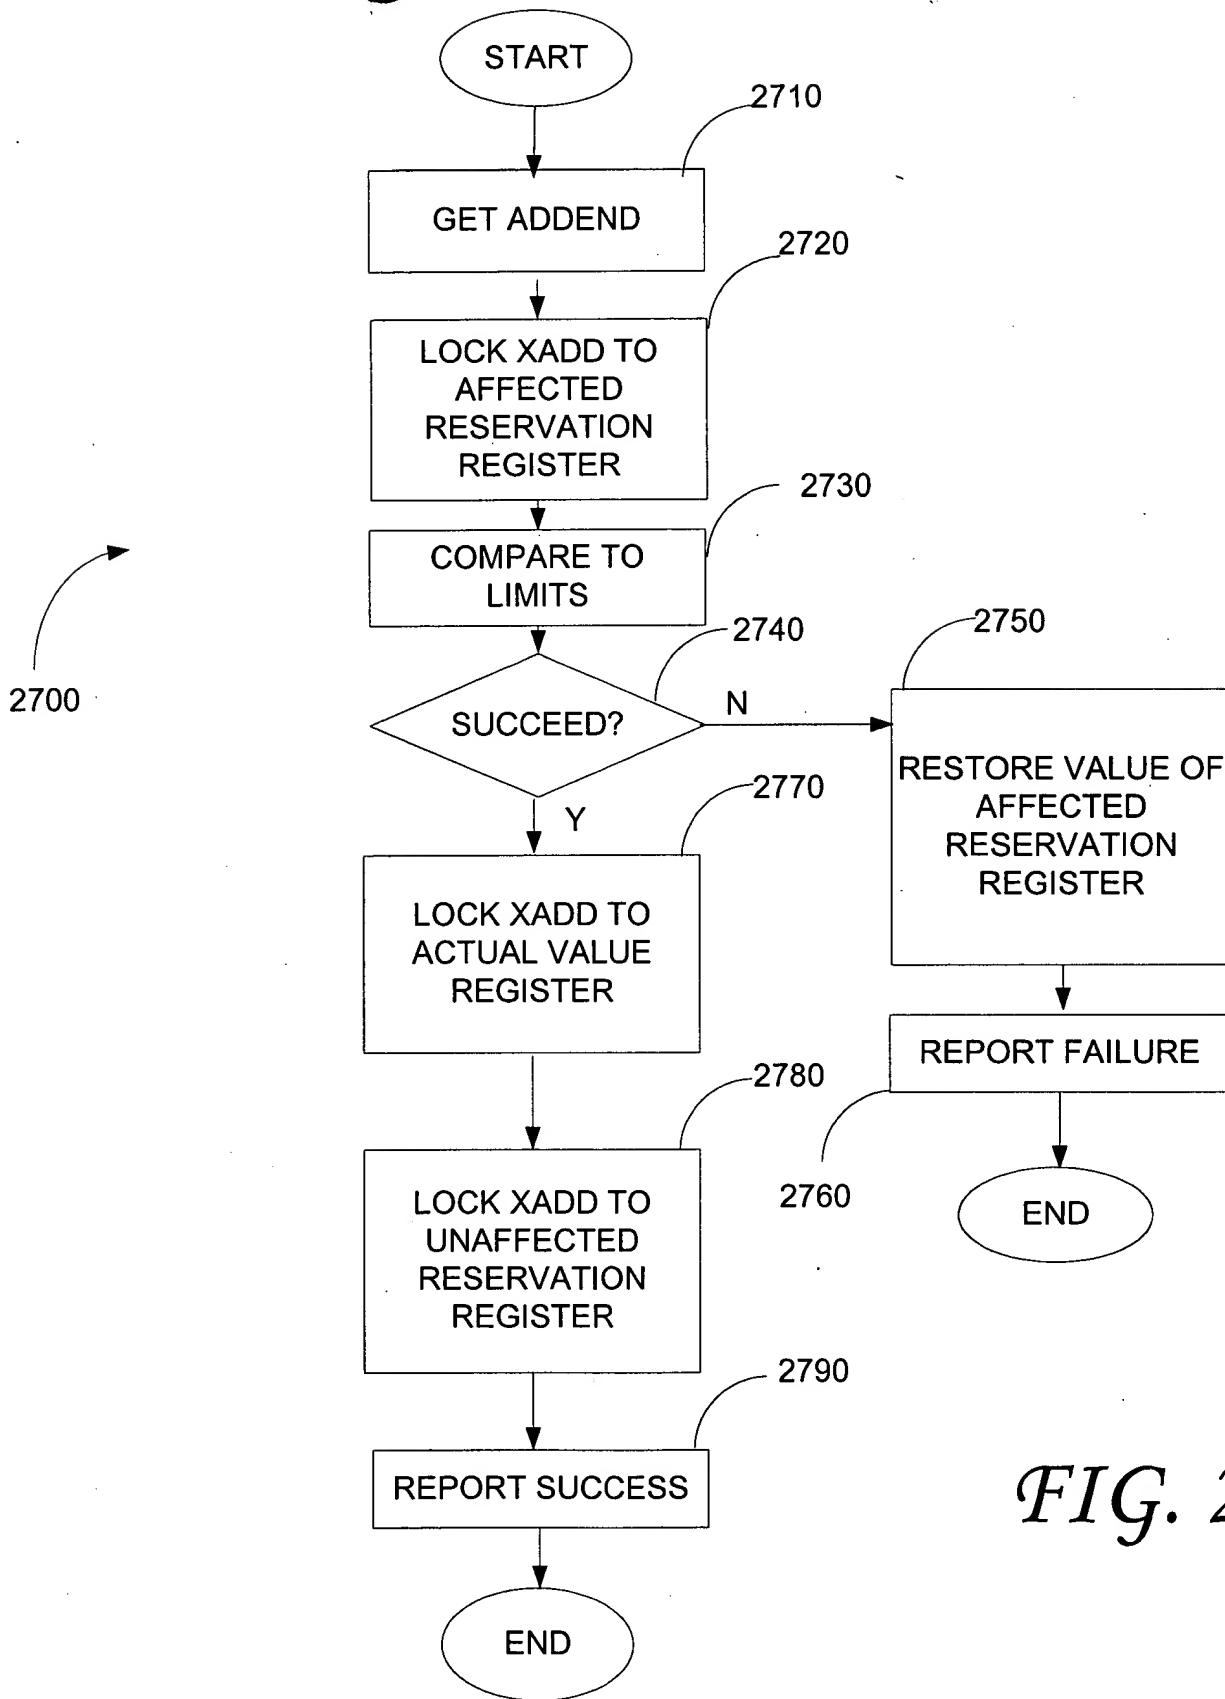 START
2710
GET ADDEND
2720
LOCK XADD TO
AFFECTED
RESERVATION
REGISTER
2730
COMPARE TO
LIMITS
2740
2750
2700
SUCCEED?
N
RESTORE VALUE OF
AFFECTED
RESERVATION
REGISTER
2770
Y
LOCK XADD TO
ACTUAL VALUE
REGISTER
REPORT FAILURE
2780
2760
LOCK XADD TO
UNAFFECTED
RESERVATION
REGISTER
END
2790
REPORT SUCCESS
FIG. 2
END